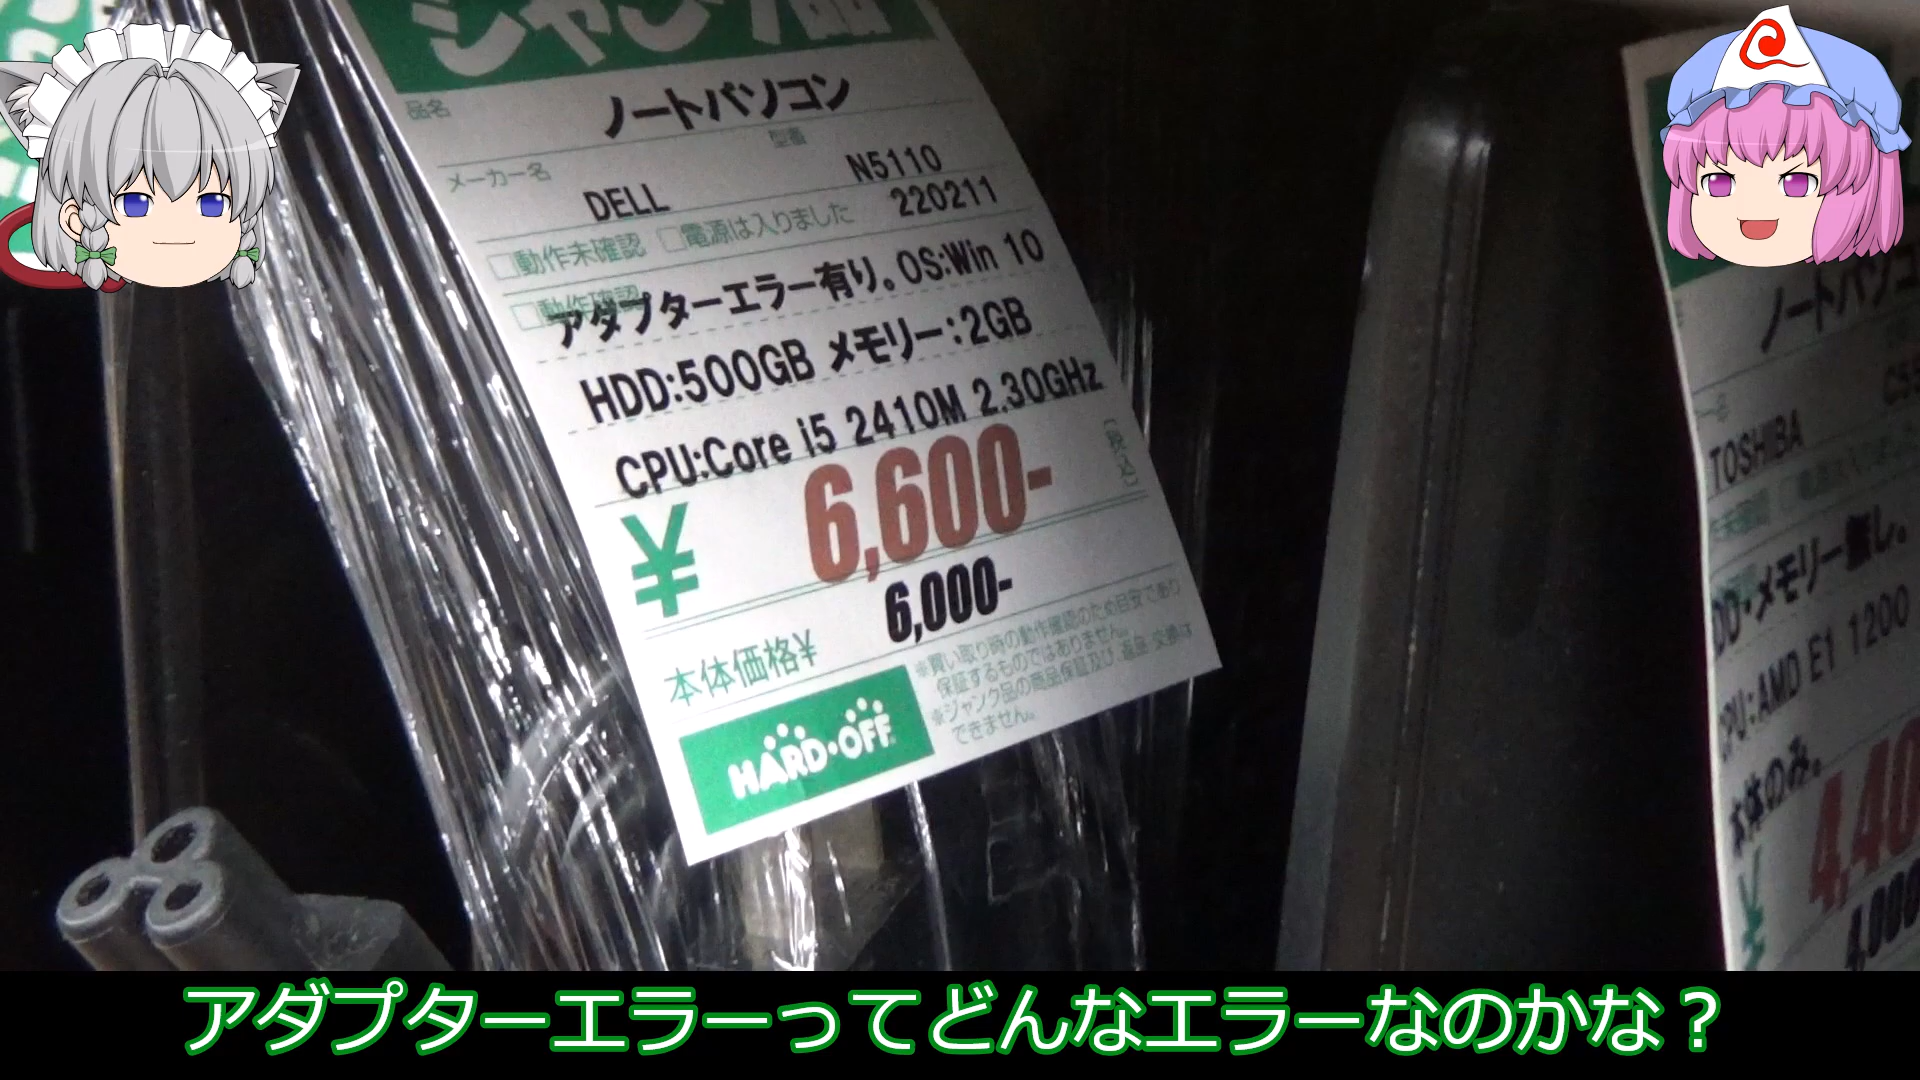 ジャンク品
品名
ノートパソコン
型番
メーカー名
DELL
N5110
220211
□動作未確認 □電源は入りました
□動作確認
アダプターエラー有り。OS:Win 10
HDD:500GB メモリー:2GB
CPU:Core i5 2410M 2.30GHz
(税込)
¥ 6,600-
本体価格¥ 6,000-
HARD・OFF
※買い取り時の動作確認のため目安であり
保証するものではありません。
※ジャンク品の商品保証及び、返品・交換は
できません。
ノートパソコ
TOSHIBA
メモリー無し。
AMD E1 1200
本体のみ。
¥ 4,40
4,000
アダプターエラーってどんなエラーなのかな？